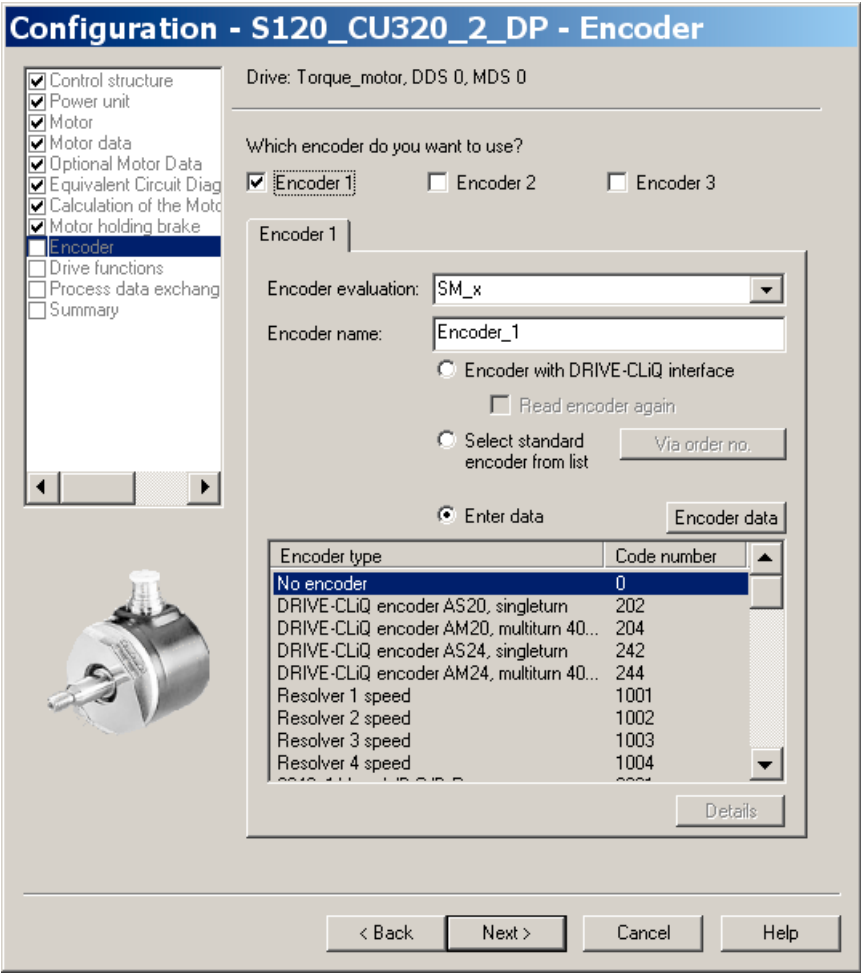 Configuration - S120_CU320_2_DP - Encoder
Control structure
Power unit
Motor
Motor data
Optional Motor Data
Equivalent Circuit Diag
Calculation of the Moto
Motor holding brake
Encoder
Drive functions
Process data exchang
Summary
Drive: Torque_motor, DDS 0, MDS 0
Which encoder do you want to use?
Encoder 1 Encoder 2 Encoder 3
Encoder 1
Encoder evaluation: SM_x
Encoder name: Encoder_1
Encoder with DRIVE-CLiQ interface
Read encoder again
Select standard encoder from list Via order no.
Enter data Encoder data
Encoder type Code number
No encoder 0
DRIVE-CLiQ encoder AS20, singleturn 202
DRIVE-CLiQ encoder AM20, multiturn 40... 204
DRIVE-CLiQ encoder AS24, singleturn 242
DRIVE-CLiQ encoder AM24, multiturn 40... 244
Resolver 1 speed 1001
Resolver 2 speed 1002
Resolver 3 speed 1003
Resolver 4 speed 1004
Details
< Back Next > Cancel Help